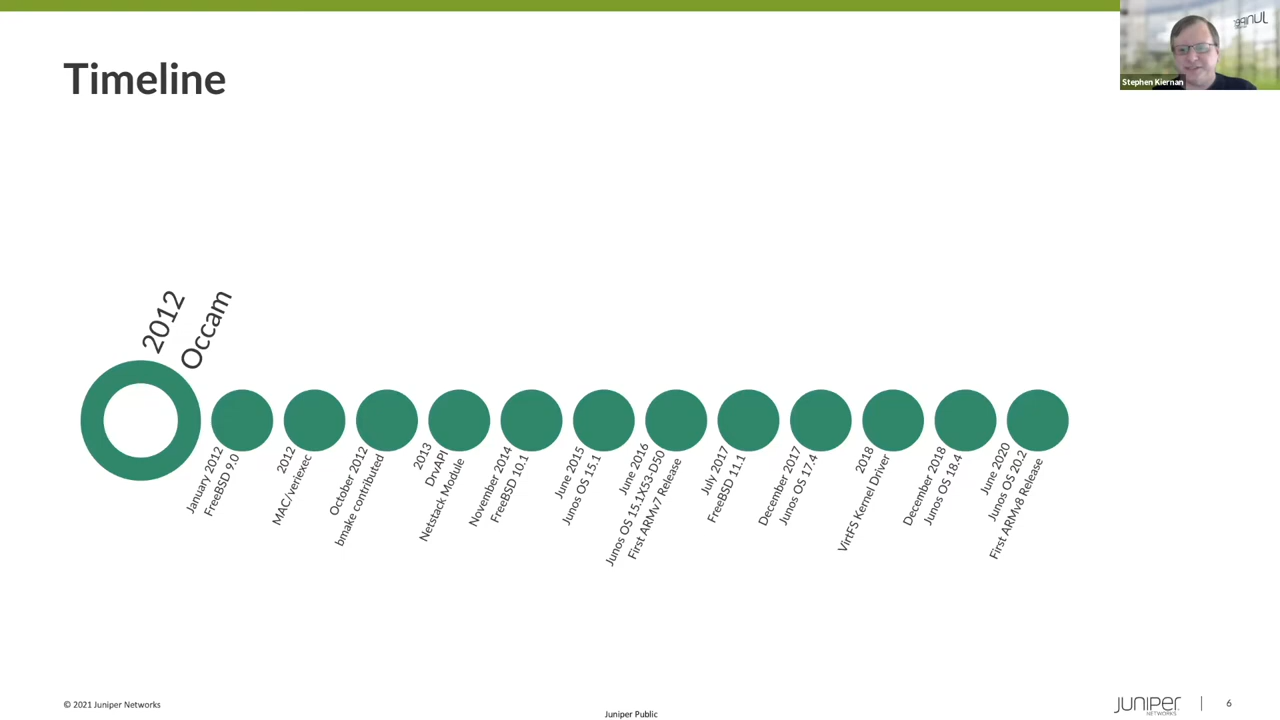 Timeline
Stephen Kiernan
2012
Occam
January 2012
FreeBSD 9.0
2012
MAC/veriexec
October 2012
bmake contributed
2013
DrvAPI
Netstack Module
November 2014
FreeBSD 10.1
June 2015
Junos OS 15.1
June 2016
Junos OS 15.1X53-D50
First ARMv7 Release
July 2017
FreeBSD 11.1
December 2017
Junos OS 17.4
2018
VirtFS Kernel Driver
December 2018
Junos OS 18.4
June 2020
Junos OS 20.2
First ARMv8 Release
© 2021 Juniper Networks
Juniper Public
JUNIPER
NETWORKS
6